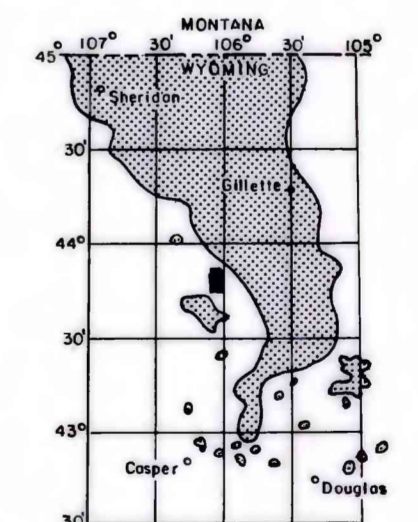 MONTANA
45° 107° 30' 106° 30' 105°
WYOMING
Sheridan
30'
Gillette
44°
30'
43°
Casper
Douglas
30'